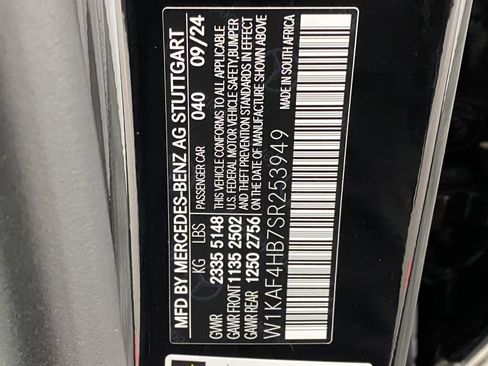 MFD BY MERCEDES-BENZ AG STUTTGART
PASSENGER CAR 040 09/24
KG LBS
GVWR 2335 5148
GAWR FRONT 1135 2502
GAWR REAR 1250 2756
THIS VEHICLE CONFORMS TO ALL APPLICABLE
U.S. FEDERAL MOTOR VEHICLE SAFETY, BUMPER
AND THEFT PREVENTION STANDARDS IN EFFECT
ON THE DATE OF MANUFACTURE SHOWN ABOVE
W1KAF4HB7SR253949
MADE IN SOUTH AFRICA